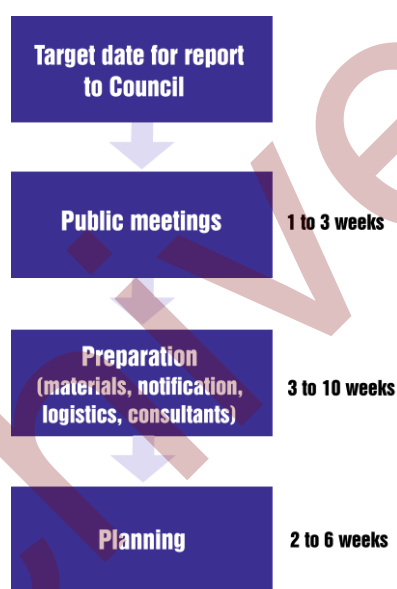 Target date for report
to Council
Public meetings
1 to 3 weeks
Preparation
(materials, notification,
logistics, consultants)
3 to 10 weeks
Planning
2 to 6 weeks